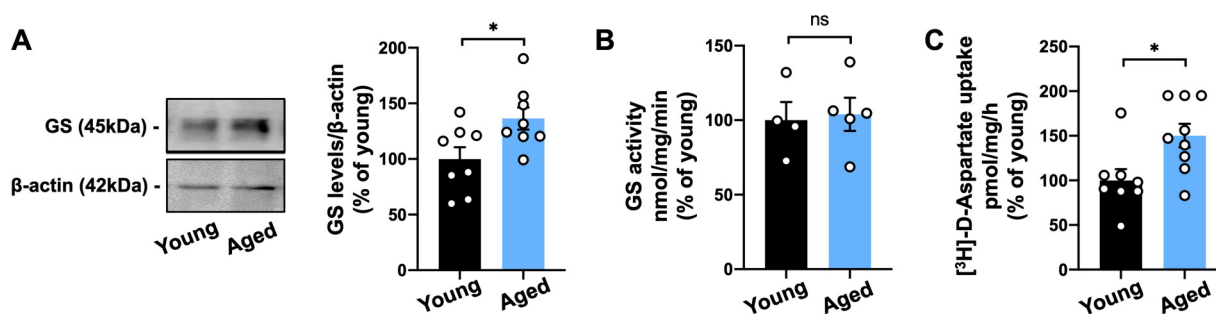 A
GS (45kDa) -
β-actin (42kDa) -
Young
Aged
GS levels/β-actin
(% of young)
200
150
100
50
0
*
Young
Aged
B
GS activity
nmol/mg/min
(% of young)
150
100
50
0
ns
Young
Aged
C
[³H]-D-Aspartate uptake
pmol/mg/h
(% of young)
250
200
150
100
50
0
*
Young
Aged